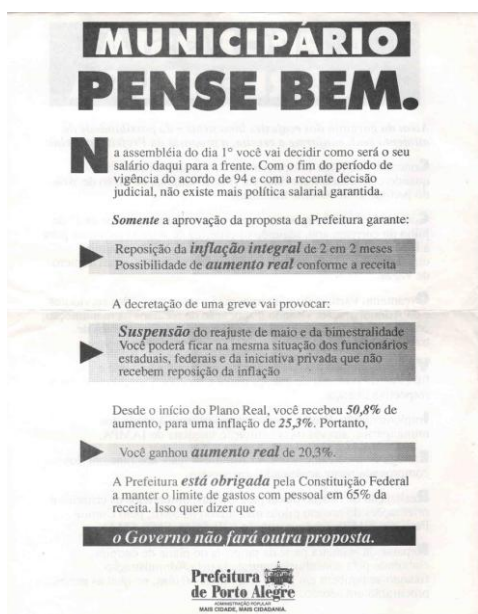 MUNICIPÁRIO
PENSE BEM.
Na assembléia do dia 1° você vai decidir como será o seu
salário daqui para a frente. Com o fim do período de
vigência do acordo de 94 e com a recente decisão
judicial, não existe mais política salarial garantida.
Somente a aprovação da proposta da Prefeitura garante:
Reposição da inflação integral de 2 em 2 meses
Possibilidade de aumento real conforme a receita
A decretação de uma greve vai provocar:
Suspensão do reajuste de maio e da bimestralidade
Você poderá ficar na mesma situação dos funcionários
estaduais, federais e da iniciativa privada que não
recebem reposição da inflação
Desde o início do Plano Real, você recebeu 50,8% de
aumento, para uma inflação de 25,3%. Portanto,
Você ganhou aumento real de 20,3%.
A Prefeitura está obrigada pela Constituição Federal
a manter o limite de gastos com pessoal em 65% da
receita. Isso quer dizer que
o Governo não fará outra proposta.
Prefeitura
de Porto Alegre
ADMINISTRAÇÃO POPULAR
MAIS CIDADE, MAIS CIDADANIA.